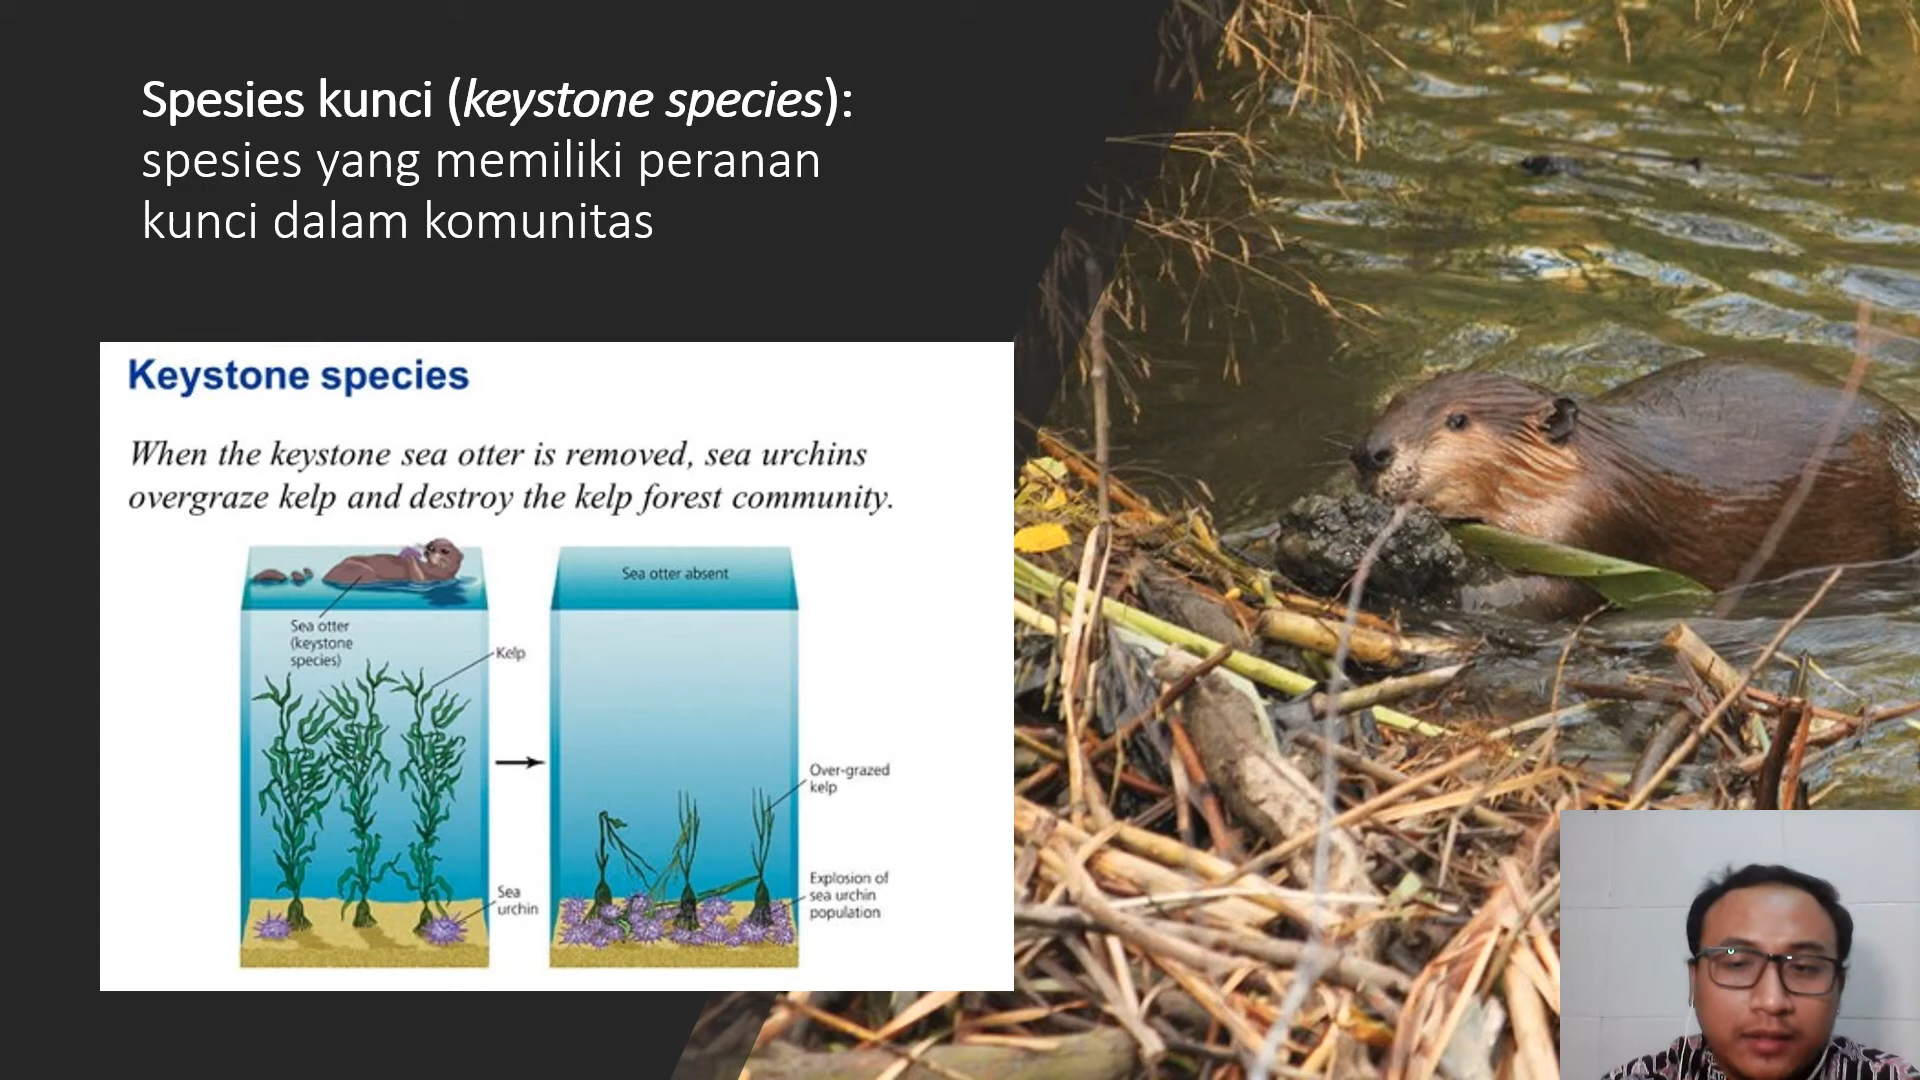 Spesies kunci (keystone species):
spesies yang memiliki peranan
kunci dalam komunitas
Keystone species
When the keystone sea otter is removed, sea urchins
overgraze kelp and destroy the kelp forest community.
Sea otter
(keystone
species)
Kelp
Sea
urchin
Sea otter absent
Over-grazed
kelp
Explosion of
sea urchin
population